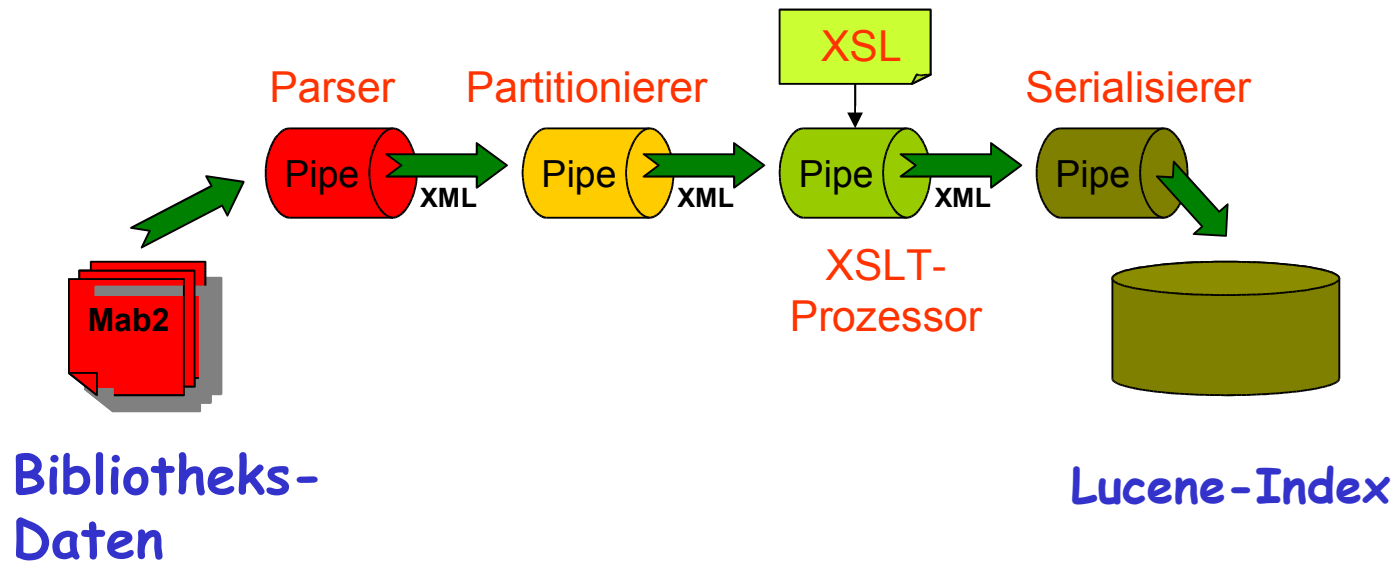 XSL
Parser
Partitionierer
Serialisierer
Pipe
XML
Pipe
XML
Pipe
XML
Pipe
XSLT-
Prozessor
Mab2
Bibliotheks-
Daten
Lucene-Index